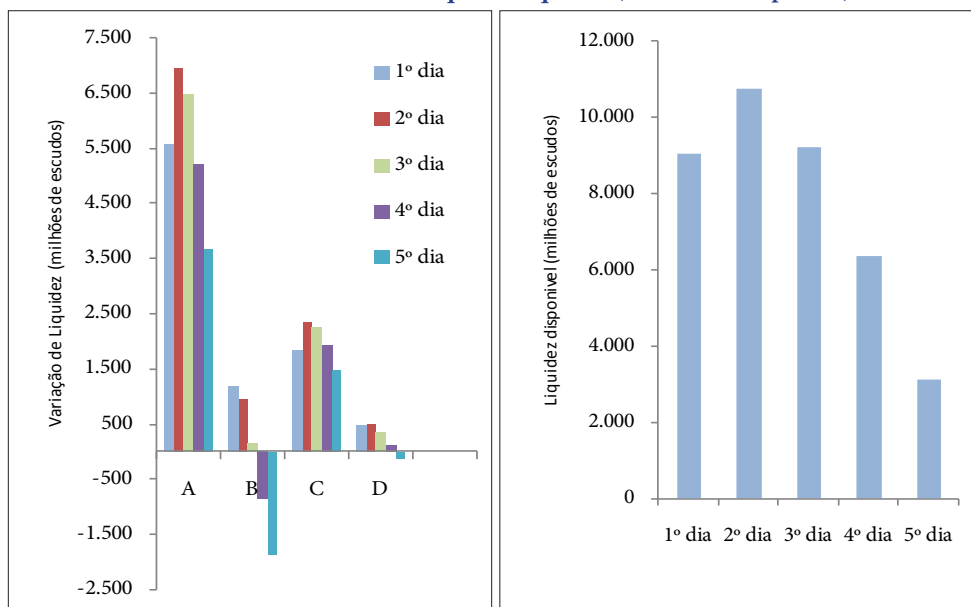 7.500
6.500
5.500
4.500
3.500
2.500
1.500
500
-500
-1.500
-2.500
Variação de Liquidez (milhões de escudos)
1º dia
2º dia
3º dia
4º dia
5º dia
A B C D
12.000
10.000
8.000
6.000
4.000
2.000
0
Liquidez disponivel (milhões de escudos)
1º dia 2º dia 3º dia 4º dia 5º dia